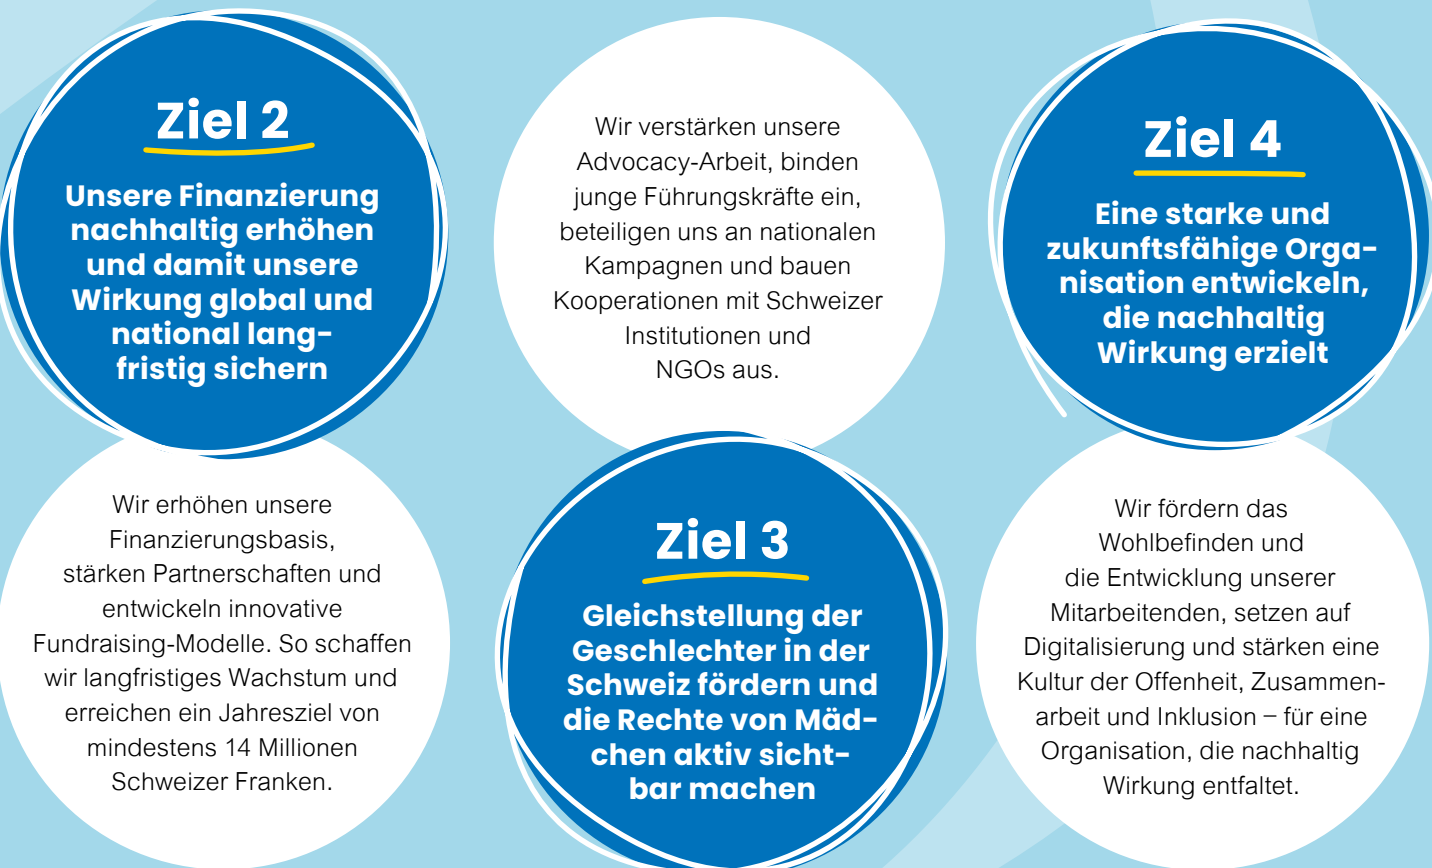 Ziel 2
Unsere Finanzierung
nachhaltig erhöhen
und damit unsere
Wirkung global und
national lang-
fristig sichern
Wir erhöhen unsere
Finanzierungsbasis,
stärken Partnerschaften und
entwickeln innovative
Fundraising-Modelle. So schaffen
wir langfristiges Wachstum und
erreichen ein Jahresziel von
mindestens 14 Millionen
Schweizer Franken.
Wir verstärken unsere
Advocacy-Arbeit, binden
junge Führungskräfte ein,
beteiligen uns an nationalen
Kampagnen und bauen
Kooperationen mit Schweizer
Institutionen und
NGOs aus.
Ziel 3
Gleichstellung der
Geschlechter in der
Schweiz fördern und
die Rechte von Mäd-
chen aktiv sicht-
bar machen
Ziel 4
Eine starke und
zukunftsfähige Orga-
nisation entwickeln,
die nachhaltig
Wirkung erzielt
Wir fördern das
Wohlbefinden und
die Entwicklung unserer
Mitarbeitenden, setzen auf
Digitalisierung und stärken eine
Kultur der Offenheit, Zusammen-
arbeit und Inklusion – für eine
Organisation, die nachhaltig
Wirkung entfaltet.